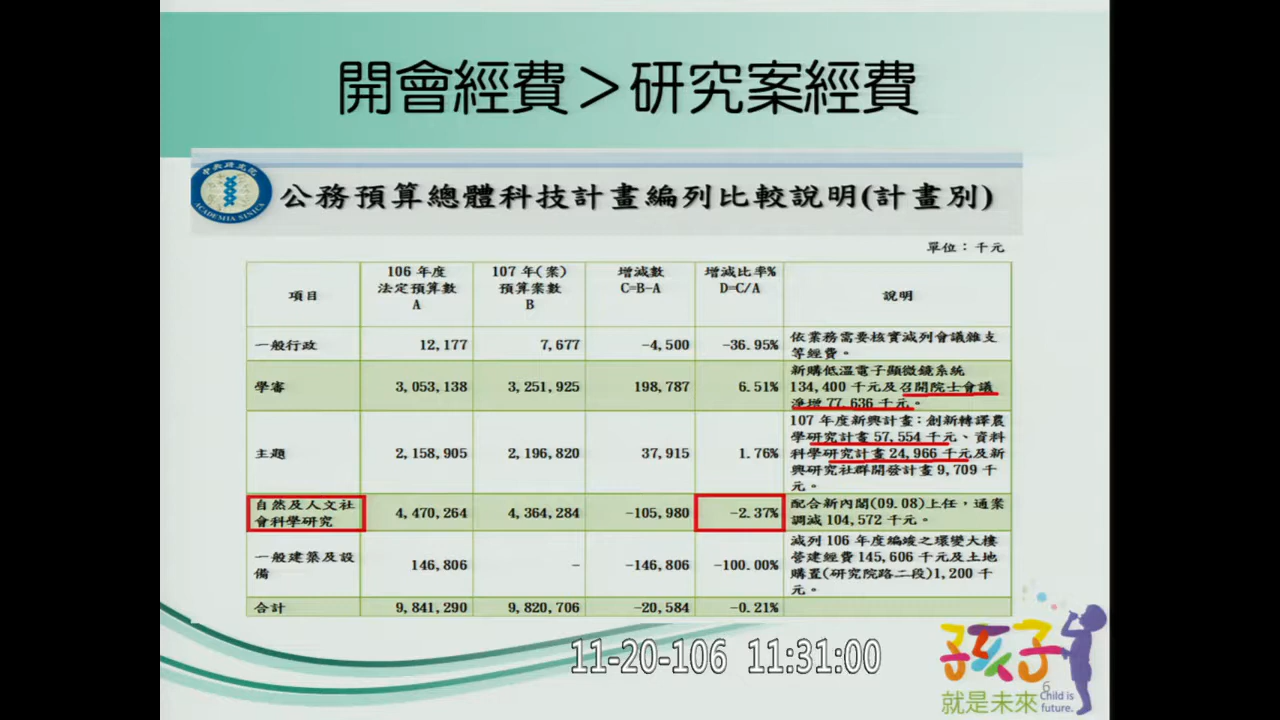 開會經費＞研究案經費
中央研究院
ACADEMIA SINICA
公務預算總體科技計畫編列比較說明(計畫別)
單位：千元
項目
106 年度
法定預算數
A
107 年(案)
預算案數
B
增減數
C=B-A
增減比率%
D=C/A
說明
一般行政
12,177
7,677
-4,500
-36.95%
依業務需要核實減列會議雜支
等經費。
學審
3,053,138
3,251,925
198,787
6.51%
新購低溫電子顯微鏡系統
134,400 千元及召開院士會議
淨增 77,636 千元。
主題
2,158,905
2,196,820
37,915
1.76%
107 年度新興計畫：創新轉譯農
學研究計畫 57,554 千元、資料
科學研究計畫 24,966 千元及新
興研究社群開發計畫 9,709 千
元。
自然及人文社
會科學研究
4,470,264
4,364,284
-105,980
-2.37%
配合新內閣(09.08)上任，通案
調減 104,572 千元。
一般建築及設
備
146,806
-
-146,806
-100.00%
減列 106 年度編竣之環變大樓
營建經費 145,606 千元及土地
購置(研究院路二段)1,200 千
元。
合計
9,841,290
9,820,706
-20,584
-0.21%
11-20-106 11:31:00
孩子
就是未來
Child is
future.
6